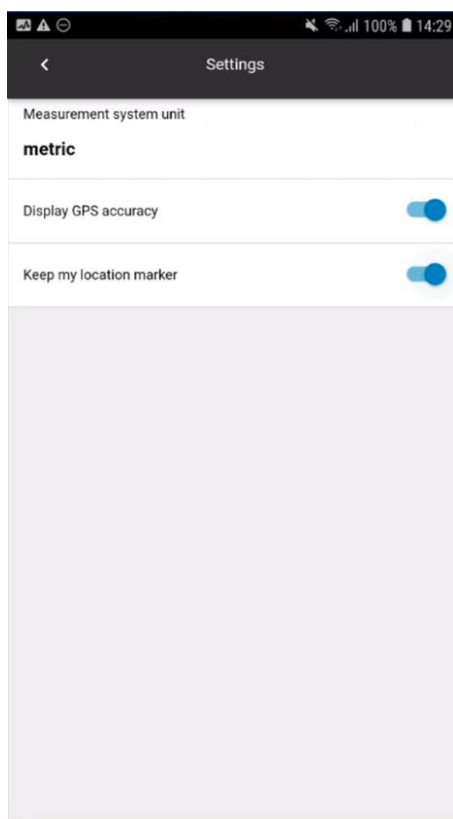 100% 14:29
Settings
Measurement system unit
metric
Display GPS accuracy
Keep my location marker